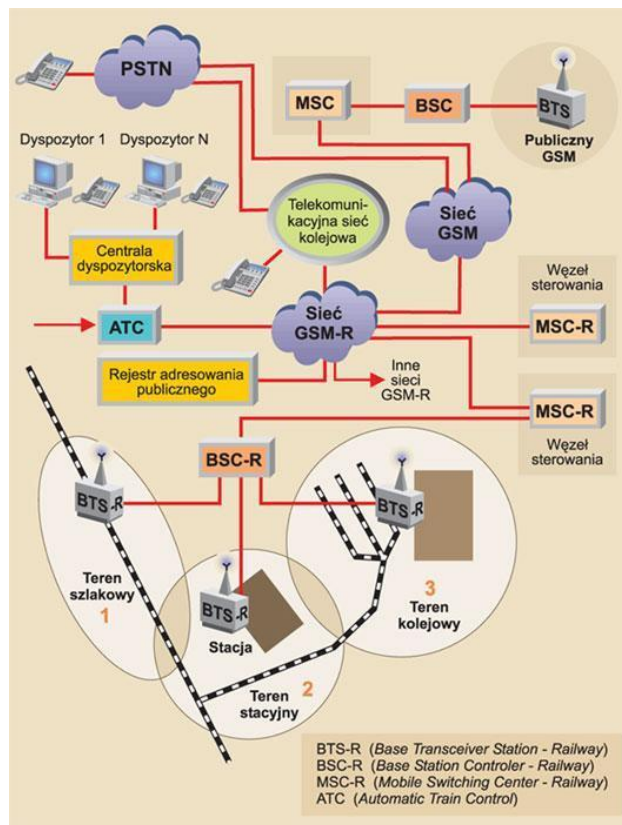 PSTN
MSC
BSC
BTS
Publiczny
GSM
Dyspozytor 1
Dyspozytor N
Telekomuni-
kacyjna sieć
kolejowa
Sieć
GSM
Centrala
dyspozytorska
Węzeł
sterowania
ATC
Sieć
GSM-R
MSC-R
Rejestr adresowania
publicznego
Inne
sieci
GSM-R
MSC-R
Węzeł
sterowania
BSC-R
BTS-R
BTS-R
Teren
szlakowy
1
BTS-R
Stacja
3
Teren
kolejowy
Teren
stacyjny
2
BTS-R (Base Transceiver Station - Railway)
BSC-R (Base Station Controler - Railway)
MSC-R (Mobile Switching Center - Railway)
ATC (Automatic Train Control)